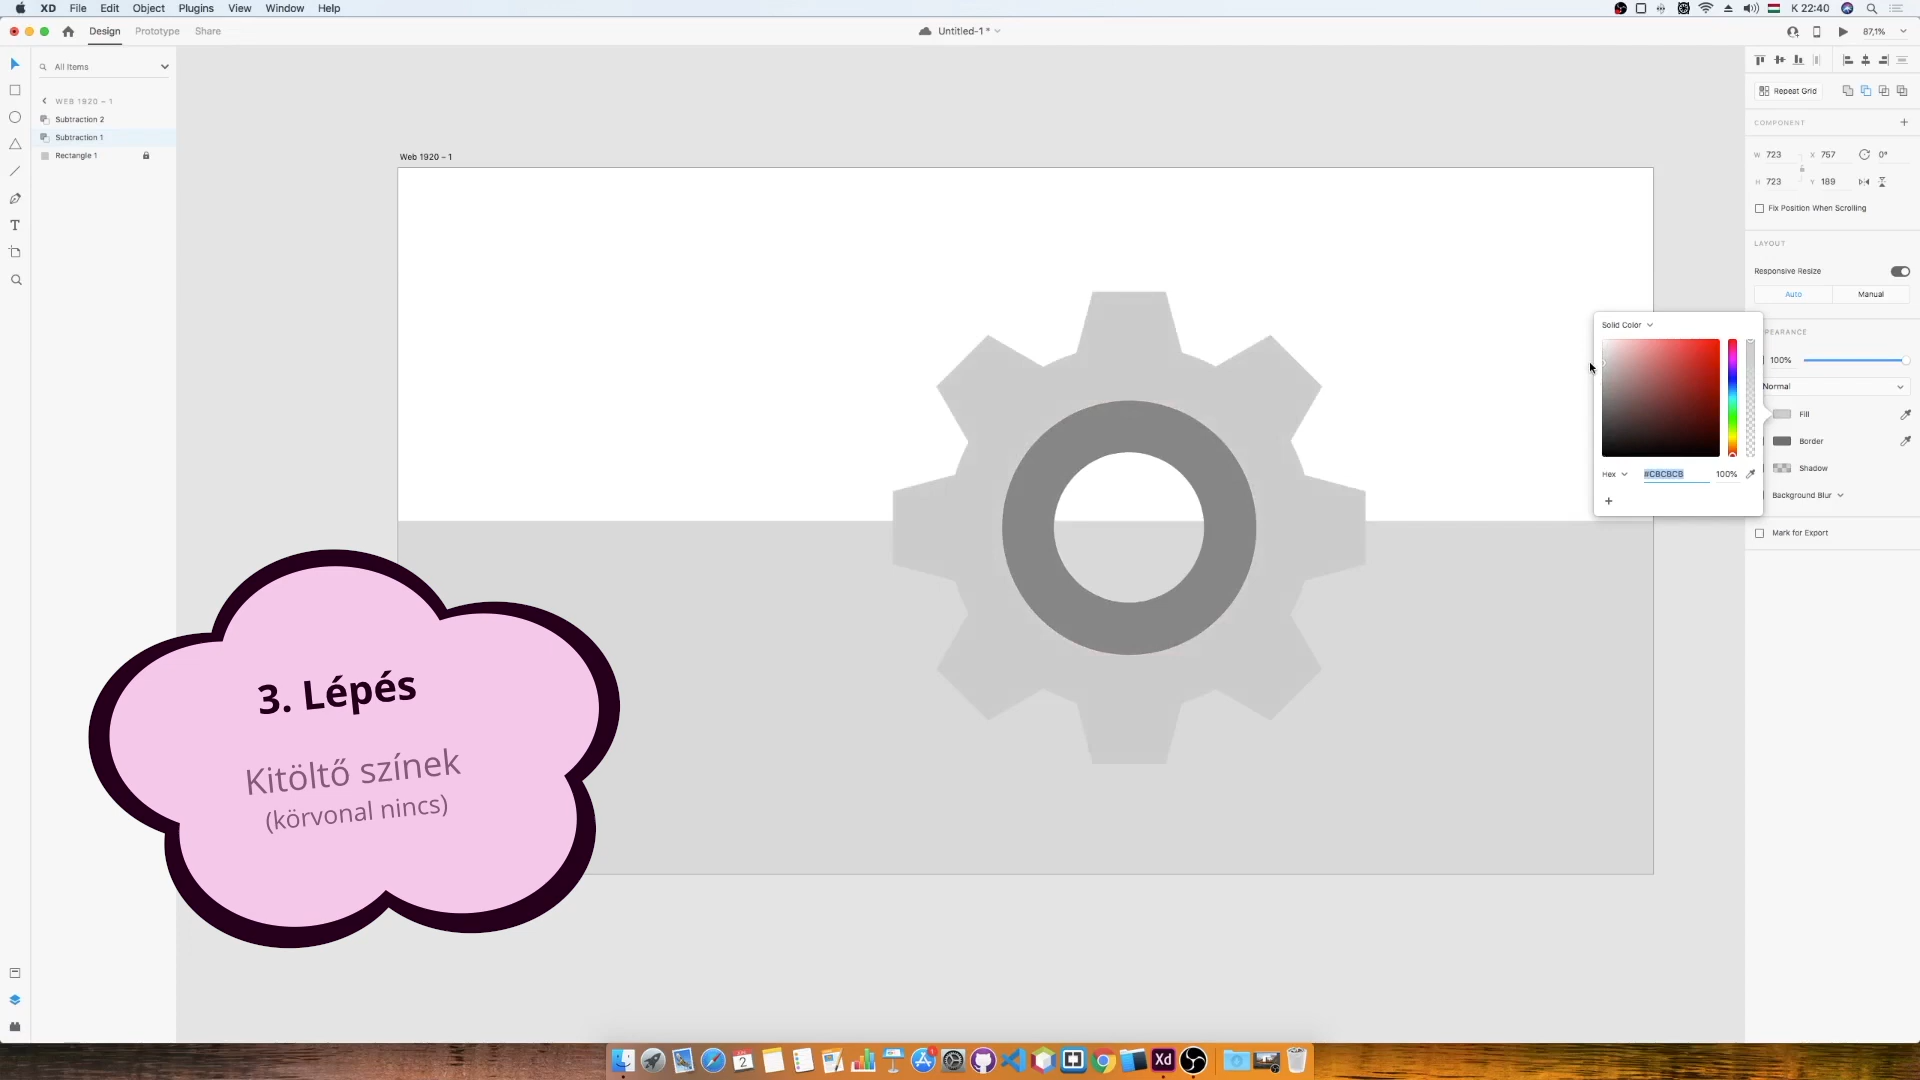 XD File Edit Object Plugins View Window Help
K 22:40
Design Prototype Share
Untitled-1 *
87,1%
All Items
WEB 1920 – 1
Subtraction 2
Subtraction 1
Rectangle 1
Web 1920 – 1
3. Lépés
Kitöltő színek
(körvonal nincs)
Solid Color
Hex #CBCBCB 100%
+
Repeat Grid
COMPONENT +
W 723 X 757 0°
H 723 Y 189
Fix Position When Scrolling
LAYOUT
Responsive Resize
Auto Manual
PEARANCE
100%
Normal
Fill
Border
Shadow
Background Blur
Mark for Export
2
Xd